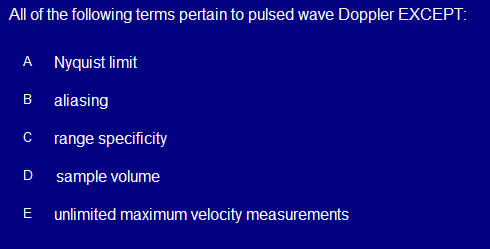 All of the following terms pertain to pulsed wave Doppler EXCEPT:
A Nyquist limit
B aliasing
C range specificity
D sample volume
E unlimited maximum velocity measurements